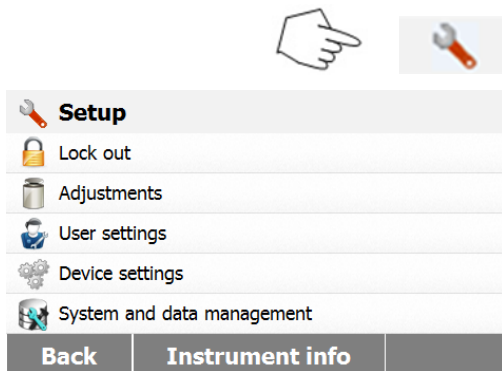 Setup
Lock out
Adjustments
User settings
Device settings
System and data management
Back Instrument info